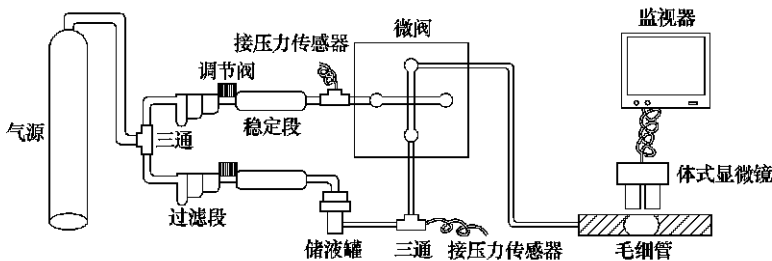 监视器
微阀
接压力传感器
调节阀
气源
三通
稳定段
体式显微镜
过滤段
储液罐
三通
接压力传感器
毛细管